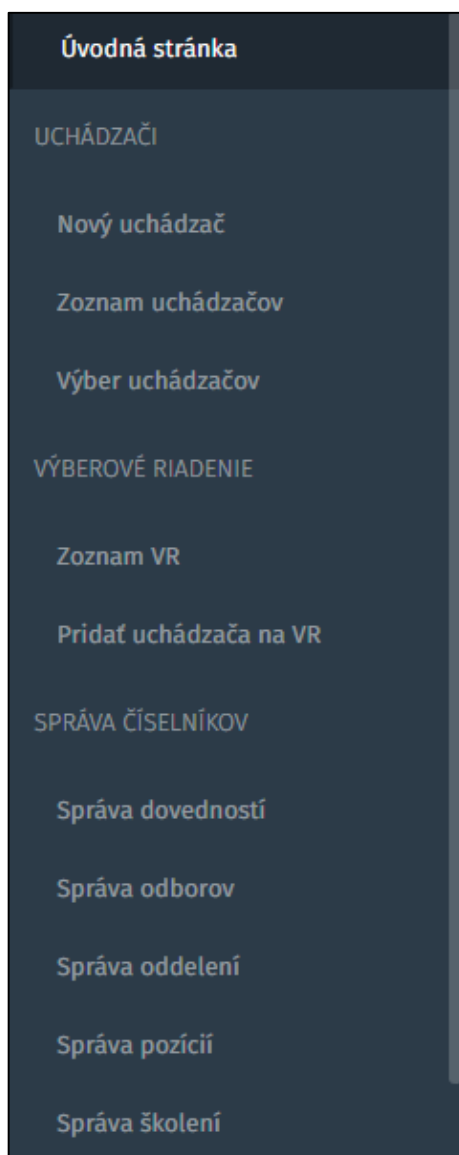 Úvodná stránka
UCHÁDZAČI
Nový uchádzač
Zoznam uchádzačov
Výber uchádzačov
VÝBEROVÉ RIADENIE
Zoznam VR
Pridať uchádzača na VR
SPRÁVA ČÍSELNÍKOV
Správa dovedností
Správa odborov
Správa oddelení
Správa pozícií
Správa školení